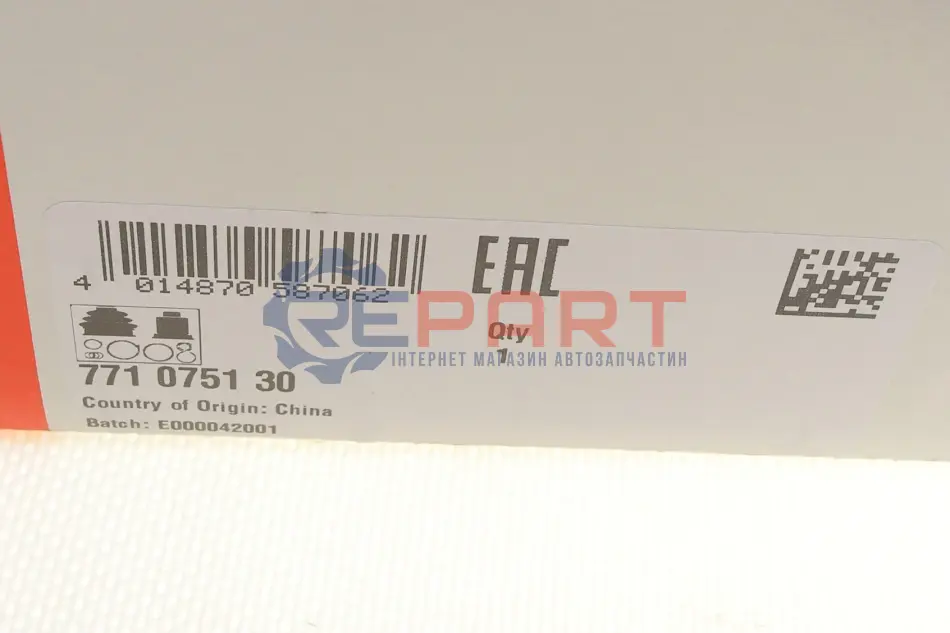 EAC
4 014870 587062
REPART
Qty
1
ІНТЕРНЕТ МАГАЗИН АВТОЗАПЧАСТИН
771 0751 30
Country of Origin: China
Batch: E000042001